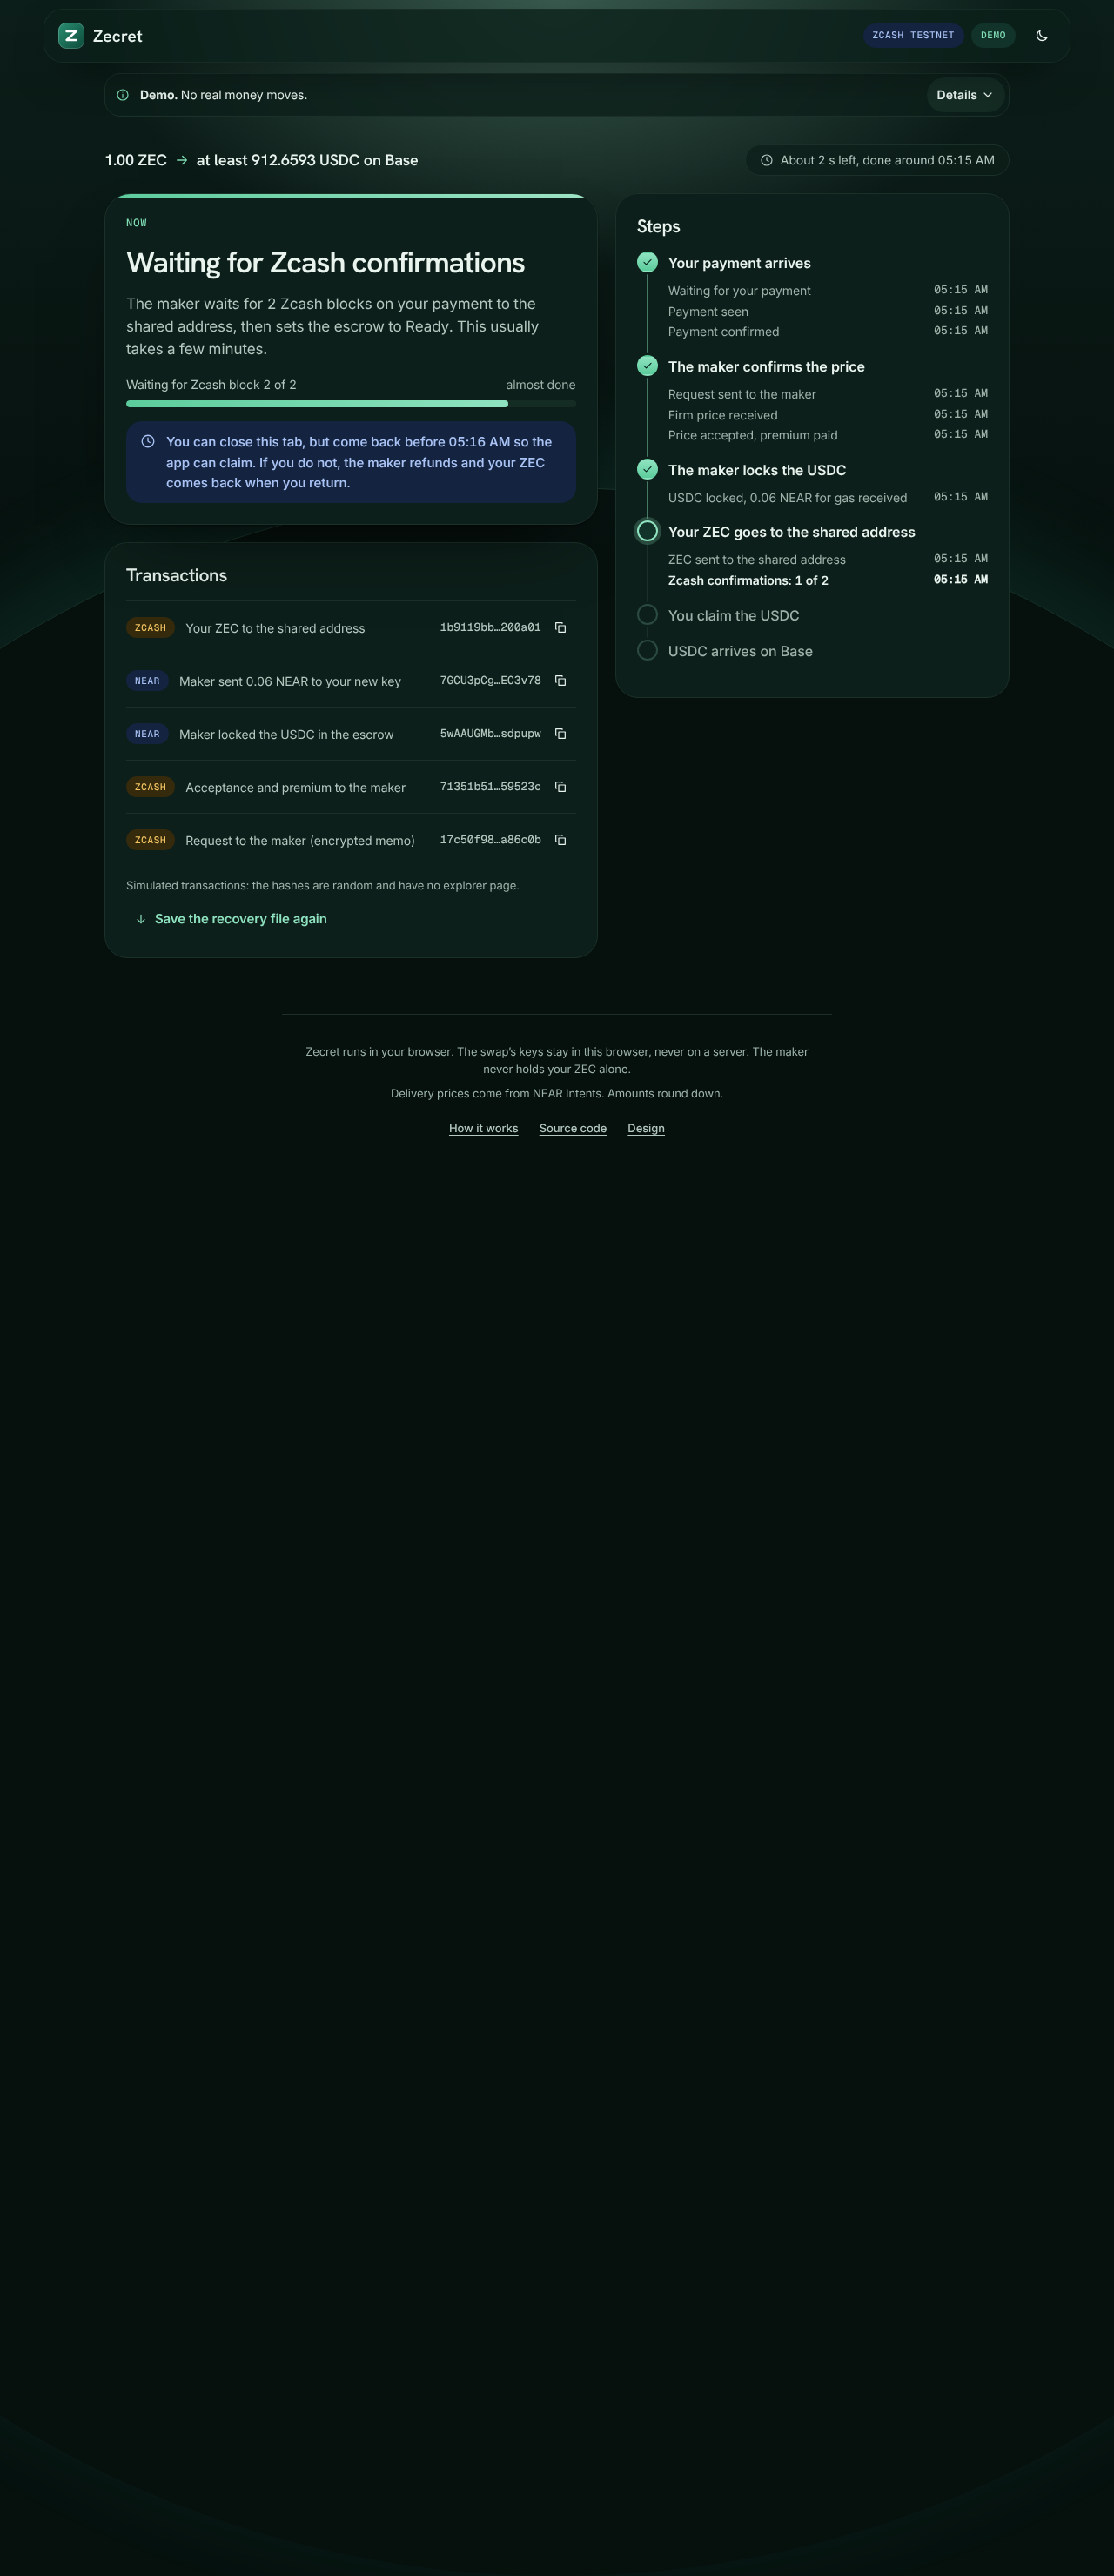 Zecret
ZCASH TESTNET
DEMO
Demo. No real money moves.
Details
1.00 ZEC → at least 912.6593 USDC on Base
About 2 s left, done around 05:15 AM
NOW
Waiting for Zcash confirmations
The maker waits for 2 Zcash blocks on your payment to the
shared address, then sets the escrow to Ready. This usually
takes a few minutes.
Waiting for Zcash block 2 of 2
almost done
You can close this tab, but come back before 05:16 AM so the
app can claim. If you do not, the maker refunds and your ZEC
comes back when you return.
Transactions
ZCASH Your ZEC to the shared address 1b9119bb…200a01
NEAR Maker sent 0.06 NEAR to your new key 7GCU3pCg…EC3v78
NEAR Maker locked the USDC in the escrow 5wAAUGMb…sdpupw
ZCASH Acceptance and premium to the maker 71351b51…59523c
ZCASH Request to the maker (encrypted memo) 17c50f98…a86c0b
Simulated transactions: the hashes are random and have no explorer page.
↓ Save the recovery file again
Steps
Your payment arrives
Waiting for your payment 05:15 AM
Payment seen 05:15 AM
Payment confirmed 05:15 AM
The maker confirms the price
Request sent to the maker 05:15 AM
Firm price received 05:15 AM
Price accepted, premium paid 05:15 AM
The maker locks the USDC
USDC locked, 0.06 NEAR for gas received 05:15 AM
Your ZEC goes to the shared address
ZEC sent to the shared address 05:15 AM
Zcash confirmations: 1 of 2 05:15 AM
You claim the USDC
USDC arrives on Base
Zecret runs in your browser. The swap's keys stay in this browser, never on a server. The maker
never holds your ZEC alone.
Delivery prices come from NEAR Intents. Amounts round down.
How it works Source code Design